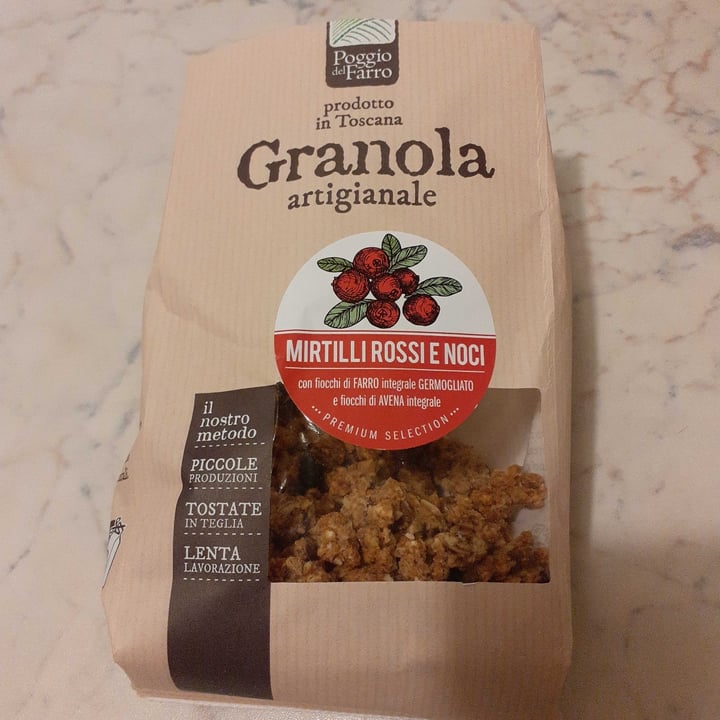 Poggio
del Farro
prodotto
in Toscana
Granola
artigianale
MIRTILLI ROSSI E NOCI
con fiocchi di FARRO integrale GERMOGLIATO
e fiocchi di AVENA integrale
... PREMIUM SELECTION ...
il
nostro
metodo
PICCOLE
PRODUZIONI
TOSTATE
IN TEGLIA
LENTA
LAVORAZIONE